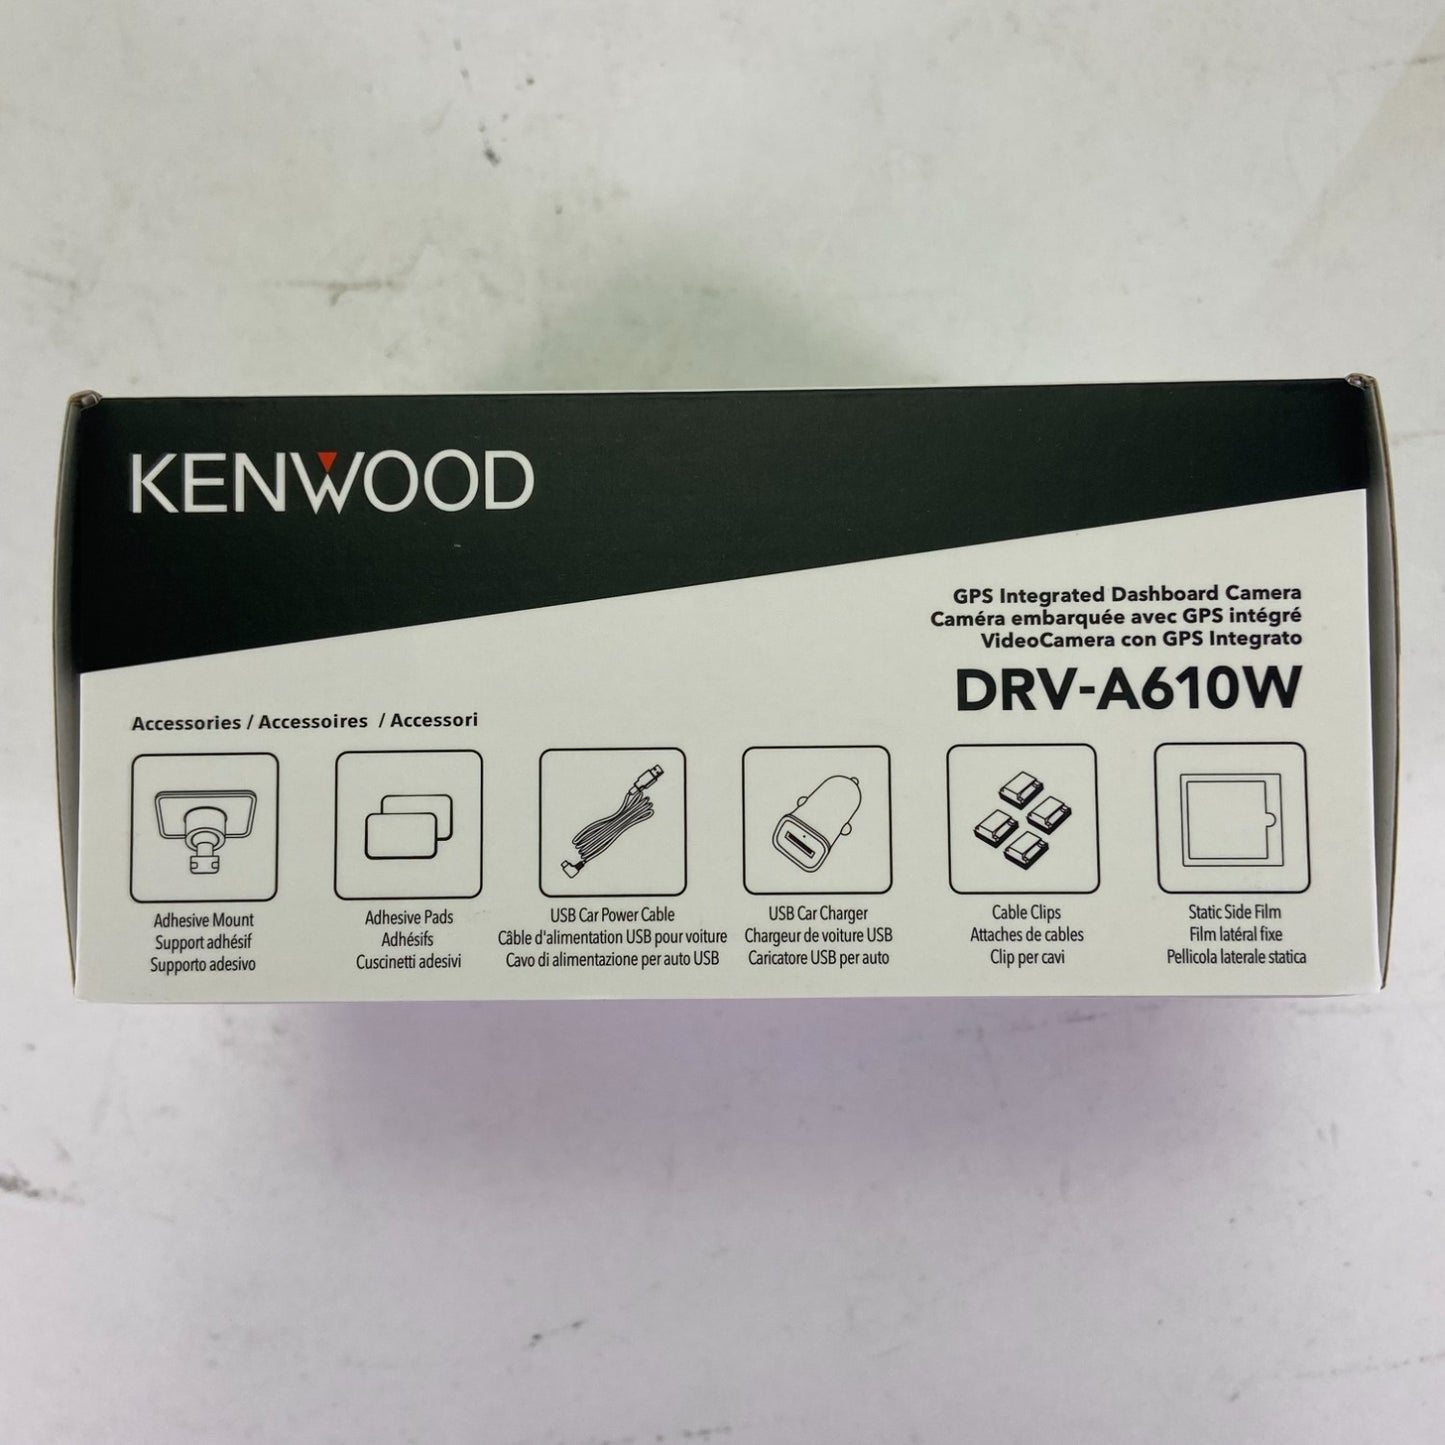 KENWOOD
GPS Integrated Dashboard Camera
Caméra embarquée avec GPS intégré
VideoCamera con GPS Integrato
DRV-A610W
Accessories / Accessoires / Accessori
Adhesive Mount
Support adhésif
Supporto adesivo
Adhesive Pads
Adhésifs
Cuscinetti adesivi
USB Car Power Cable
Câble d'alimentation USB pour voiture
Cavo di alimentazione per auto USB
USB Car Charger
Chargeur de voiture USB
Caricatore USB per auto
Cable Clips
Attaches de cables
Clip per cavi
Static Side Film
Film latéral fixe
Pellicola laterale statica